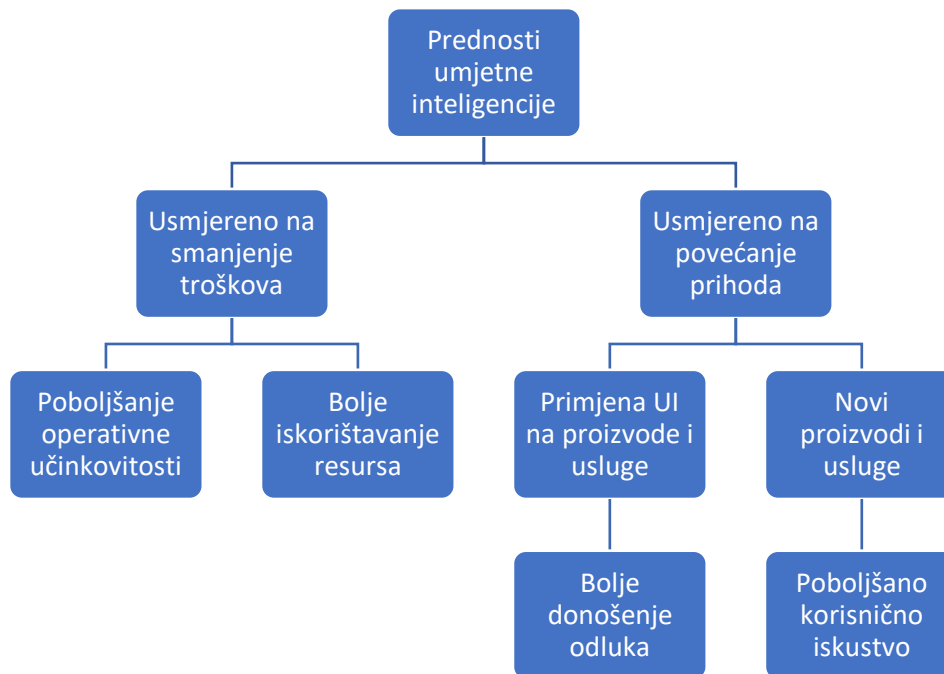 Prednosti
umjetne
inteligencije
Usmjereno na
smanjenje
troškova
Usmjereno na
povećanje
prihoda
Poboljšanje
operativne
učinkovitosti
Bolje
iskorištavanje
resursa
Primjena UI
na proizvode i
usluge
Novi
proizvodi i
usluge
Bolje
donošenje
odluka
Poboljšano
korisničko
iskustvo